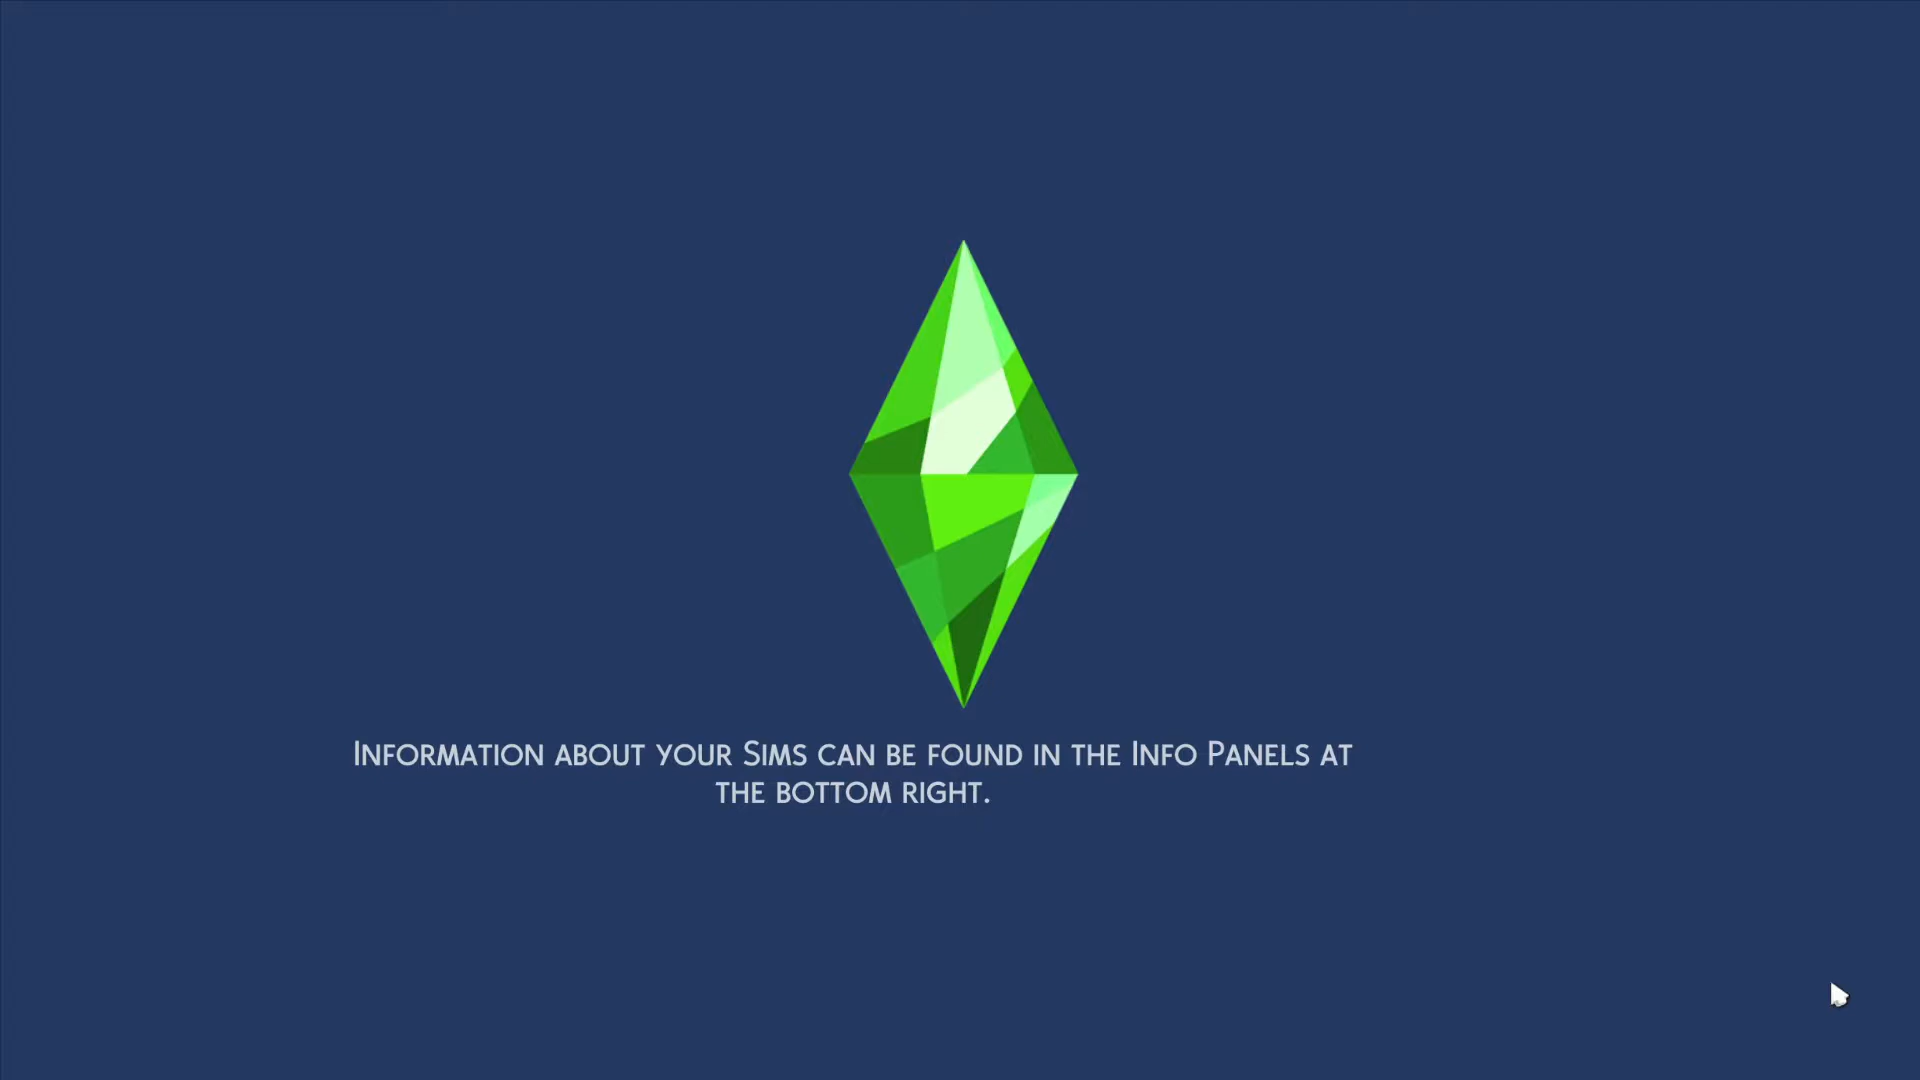 Information about your Sims can be found in the Info Panels at
the bottom right.